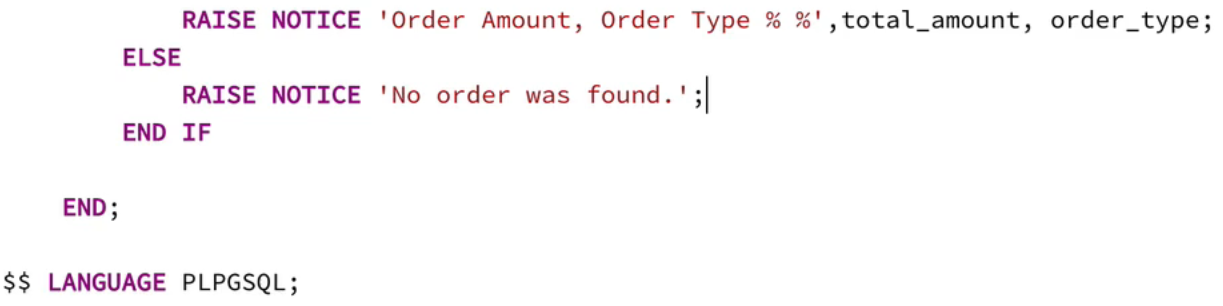 RAISE NOTICE 'Order Amount, Order Type % %',total_amount, order_type;
ELSE
RAISE NOTICE 'No order was found.';
END IF
END;
$$ LANGUAGE PLPGSQL;